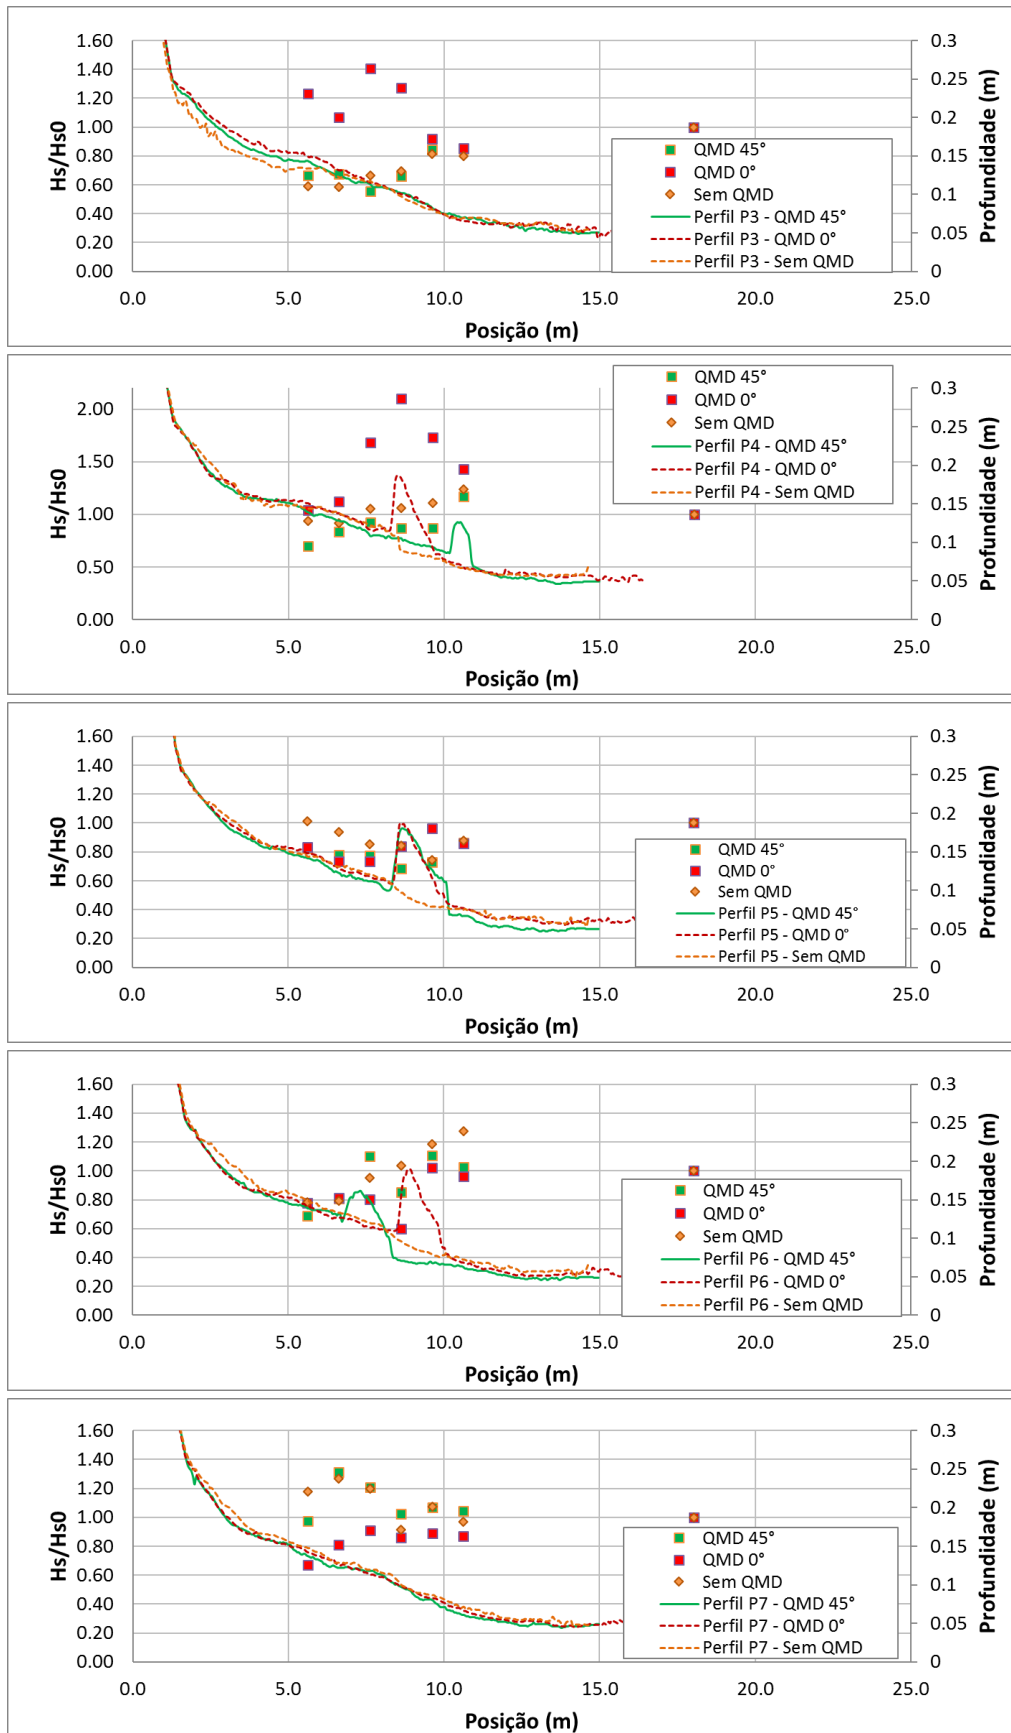 1.60
1.40
1.20
1.00
0.80
0.60
0.40
0.20
0.00
Hs/Hs0
0.0
5.0
10.0
15.0
20.0
25.0
Posição (m)
0.3
0.25
0.2
0.15
0.1
0.05
0
Profundidade (m)
QMD 45°
QMD 0°
Sem QMD
Perfil P3 - QMD 45°
Perfil P3 - QMD 0°
Perfil P3 - Sem QMD
2.00
1.50
1.00
0.50
0.00
Hs/Hs0
0.0
5.0
10.0
15.0
20.0
25.0
Posição (m)
0.3
0.25
0.2
0.15
0.1
0.05
0
Profundidade (m)
QMD 45°
QMD 0°
Sem QMD
Perfil P4 - QMD 45°
Perfil P4 - QMD 0°
Perfil P4 - Sem QMD
1.60
1.40
1.20
1.00
0.80
0.60
0.40
0.20
0.00
Hs/Hs0
0.0
5.0
10.0
15.0
20.0
25.0
Posição (m)
0.3
0.25
0.2
0.15
0.1
0.05
0
Profundidade (m)
QMD 45°
QMD 0°
Sem QMD
Perfil P5 - QMD 45°
Perfil P5 - QMD 0°
Perfil P5 - Sem QMD
1.60
1.40
1.20
1.00
0.80
0.60
0.40
0.20
0.00
Hs/Hs0
0.0
5.0
10.0
15.0
20.0
25.0
Posição (m)
0.3
0.25
0.2
0.15
0.1
0.05
0
Profundidade (m)
QMD 45°
QMD 0°
Sem QMD
Perfil P6 - QMD 45°
Perfil P6 - QMD 0°
Perfil P6 - Sem QMD
1.60
1.40
1.20
1.00
0.80
0.60
0.40
0.20
0.00
Hs/Hs0
0.0
5.0
10.0
15.0
20.0
25.0
Posição (m)
0.3
0.25
0.2
0.15
0.1
0.05
0
Profundidade (m)
QMD 45°
QMD 0°
Sem QMD
Perfil P7 - QMD 45°
Perfil P7 - QMD 0°
Perfil P7 - Sem QMD